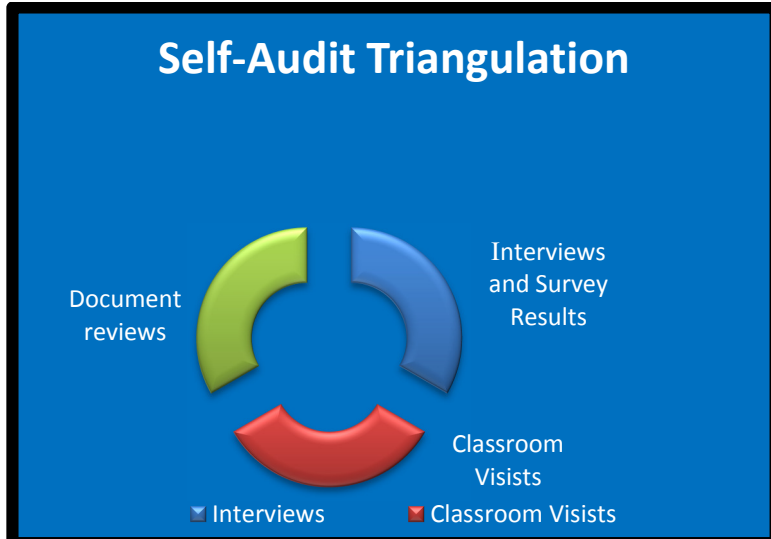 Self-Audit Triangulation
Interviews
and Survey
Results
Document
reviews
Classroom
Visists
Interviews
Classroom Visists